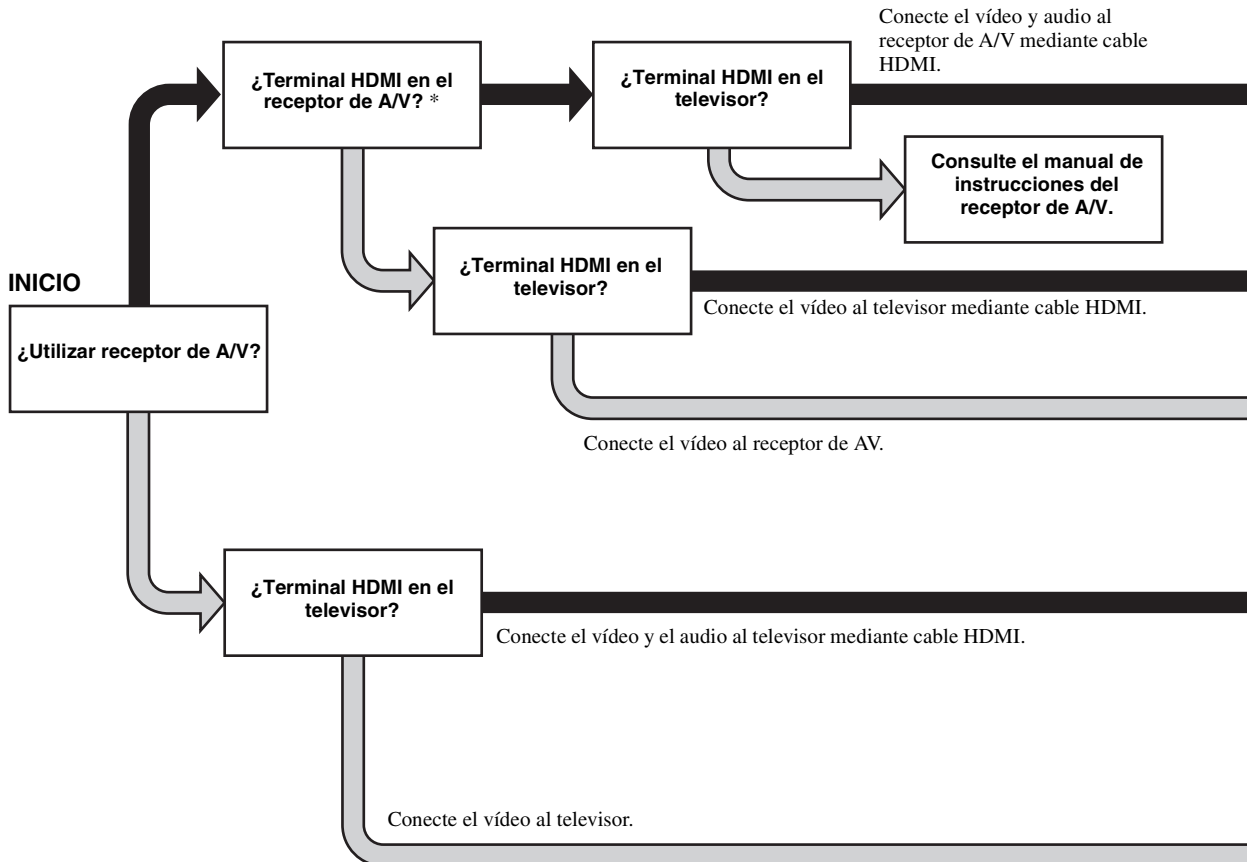 Conecte el vídeo y audio al
receptor de A/V mediante cable
HDMI.
¿Terminal HDMI en el
receptor de A/V? *
¿Terminal HDMI en el
televisor?
Consulte el manual de
instrucciones del
receptor de A/V.
¿Terminal HDMI en el
televisor?
INICIO
Conecte el vídeo al televisor mediante cable HDMI.
¿Utilizar receptor de A/V?
Conecte el vídeo al receptor de AV.
¿Terminal HDMI en el
televisor?
Conecte el vídeo y el audio al televisor mediante cable HDMI.
Conecte el vídeo al televisor.